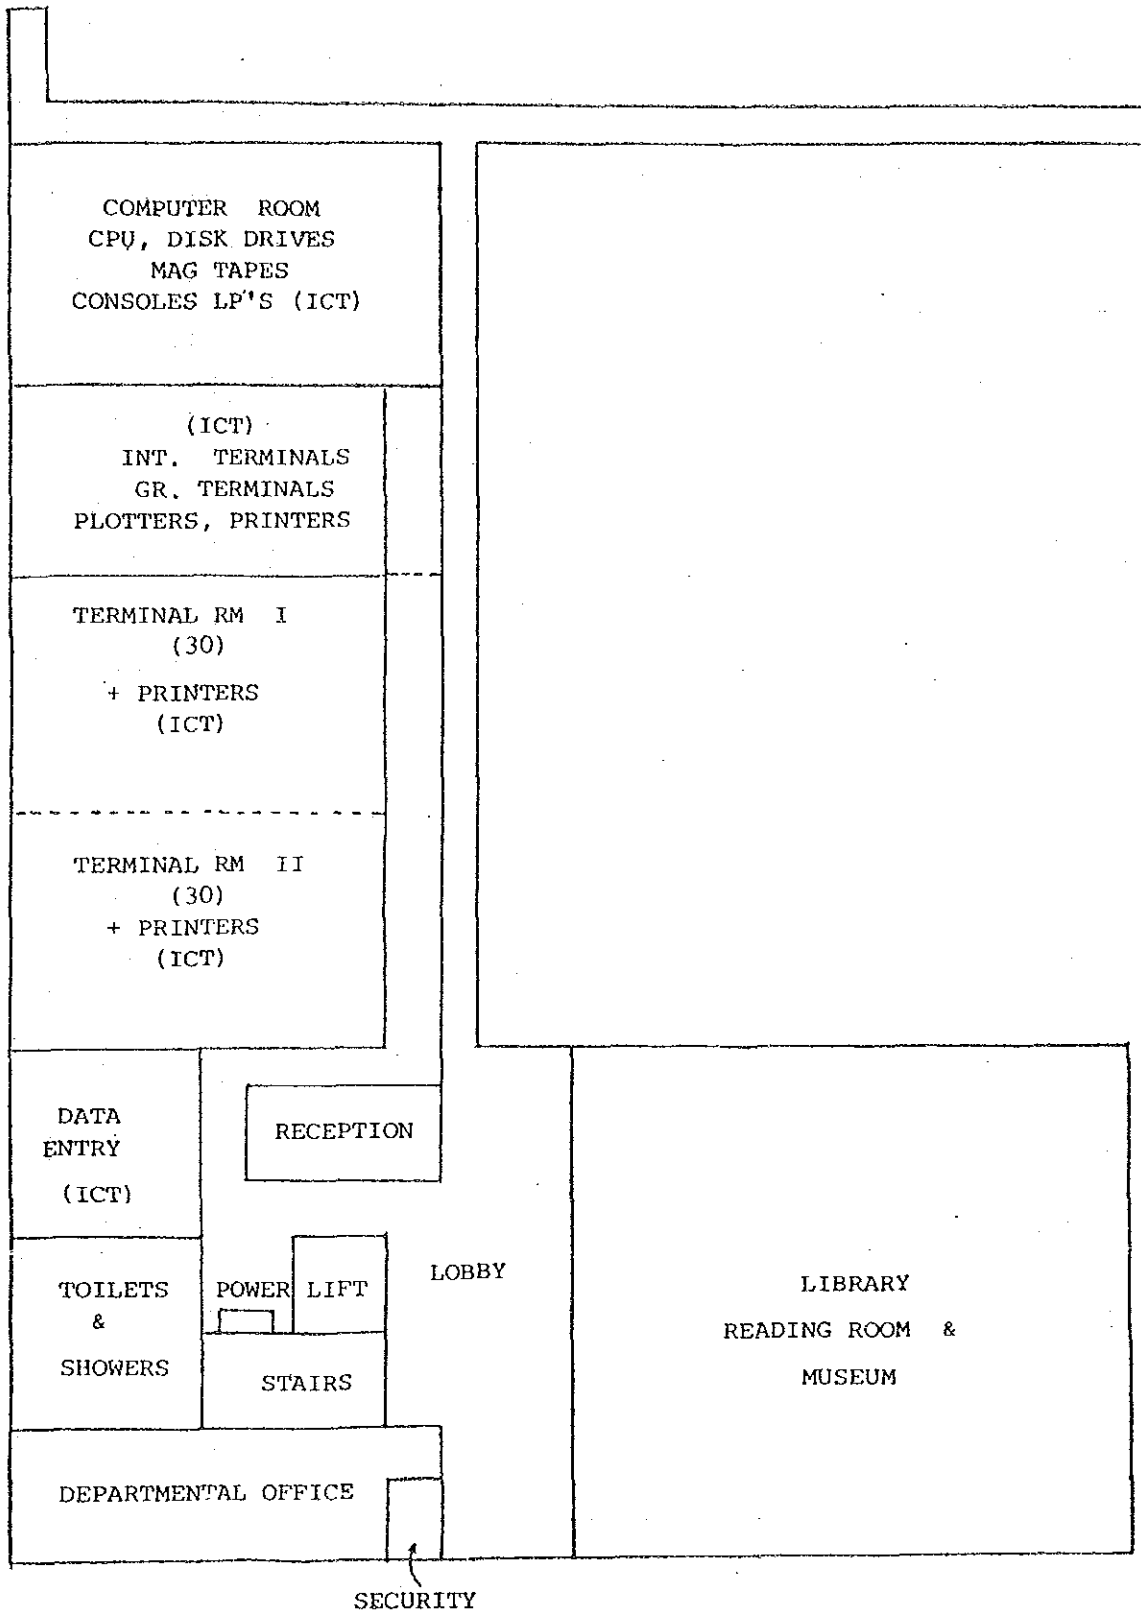 COMPUTER ROOM
CPU, DISK DRIVES
MAG TAPES
CONSOLES LP'S (ICT)
(ICT)
INT. TERMINALS
GR. TERMINALS
PLOTTERS, PRINTERS
TERMINAL RM I
(30)
+ PRINTERS
(ICT)
TERMINAL RM II
(30)
+ PRINTERS
(ICT)
DATA
ENTRY
(ICT)
RECEPTION
TOILETS
&
SHOWERS
POWER
LIFT
STAIRS
LOBBY
LIBRARY
READING ROOM &
MUSEUM
DEPARTMENTAL OFFICE
SECURITY